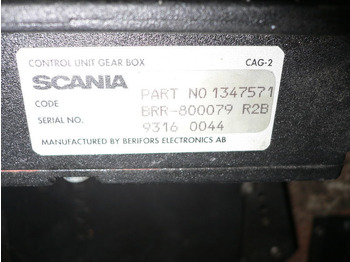 CONTROL UNIT GEAR BOX CAG-2
SCANIA PART NO 1347571
CODE BRR-800079 R2B
SERIAL NO. 9316 0044
MANUFACTURED BY BERIFORS ELECTRONICS AB